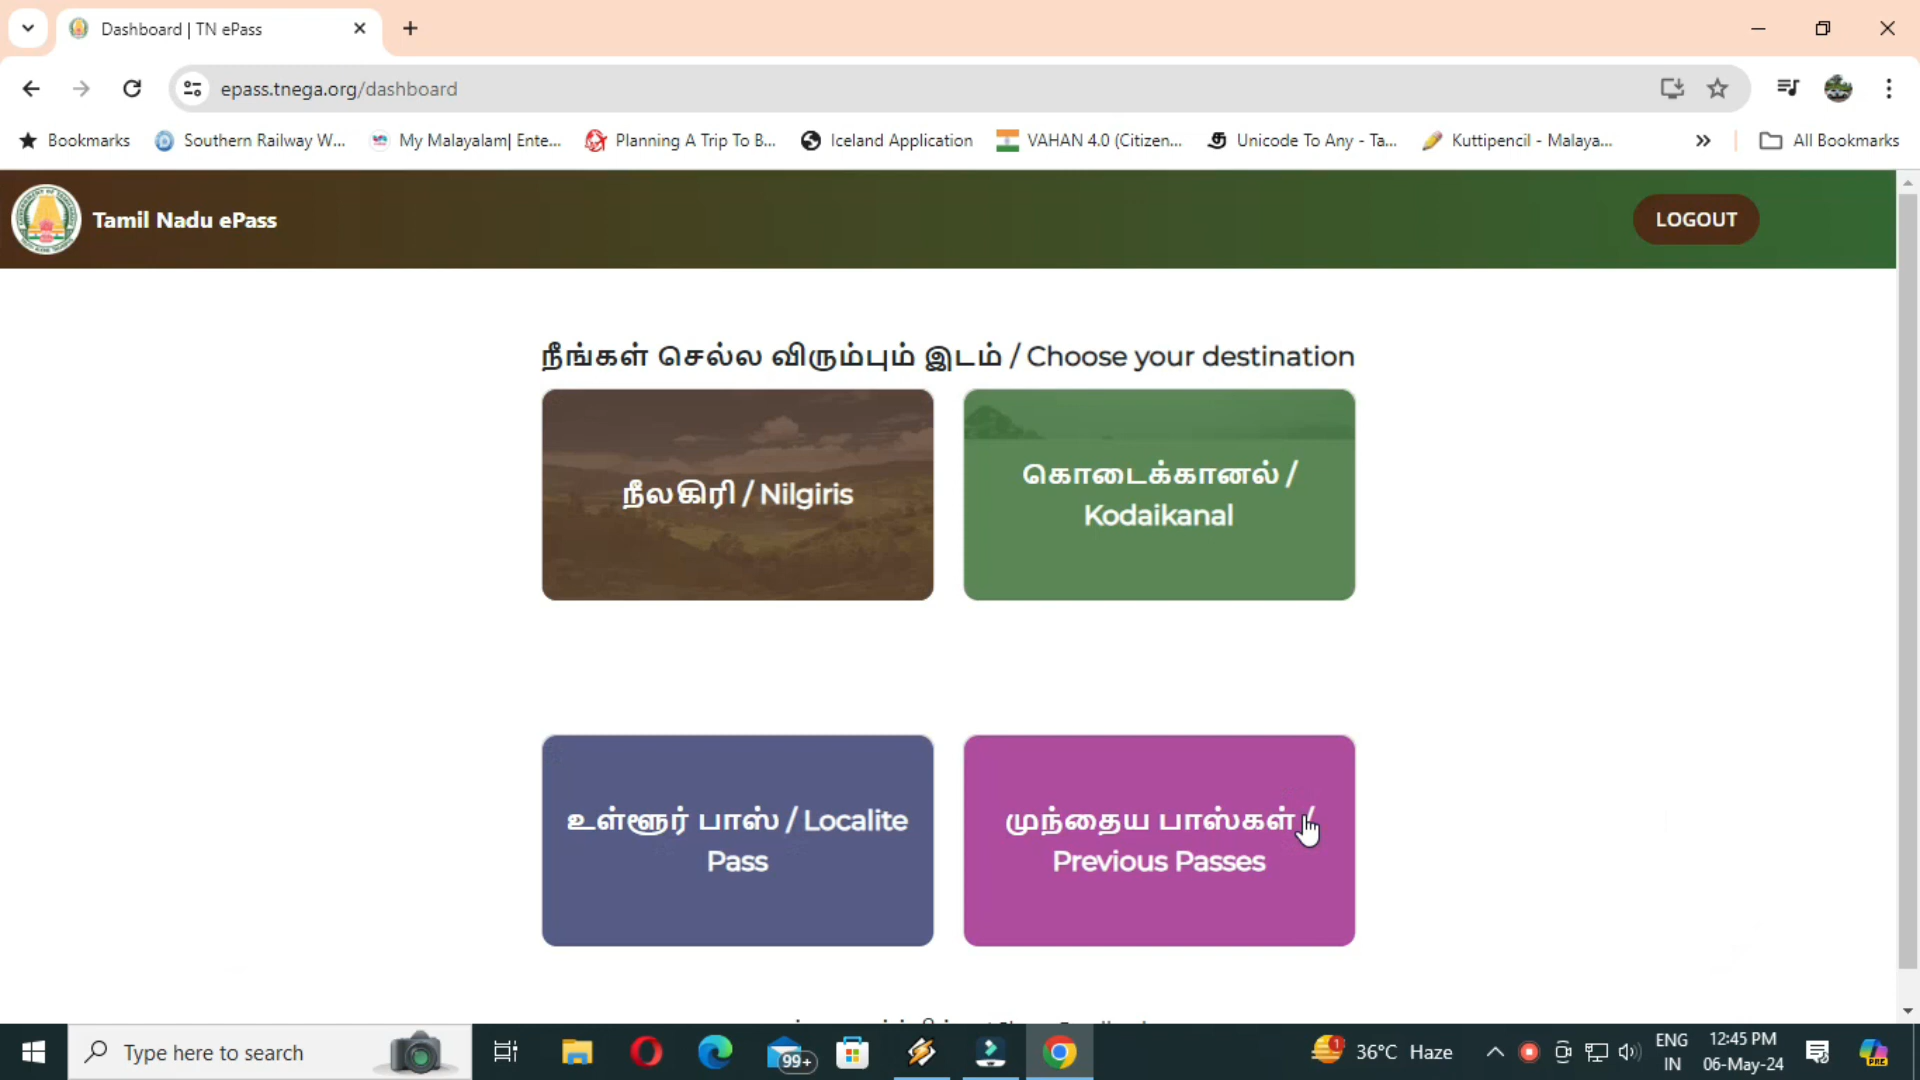 Dashboard | TN ePass
epass.tnega.org/dashboard
Bookmarks Southern Railway W... My Malayalam| Ente... Planning A Trip To B... Iceland Application VAHAN 4.0 (Citizen... Unicode To Any - Ta... Kuttipencil - Malaya... All Bookmarks
Tamil Nadu ePass LOGOUT
நீங்கள் செல்ல விரும்பும் இடம் / Choose your destination
நீலகிரி / Nilgiris
கொடைக்கானல் /
Kodaikanal
உள்ளூர் பாஸ் / Localite
Pass
முந்தைய பாஸ்கள் /
Previous Passes
Type here to search 99+ 1 36°C Haze ENG 12:45 PM
IN 06-May-24 PRE